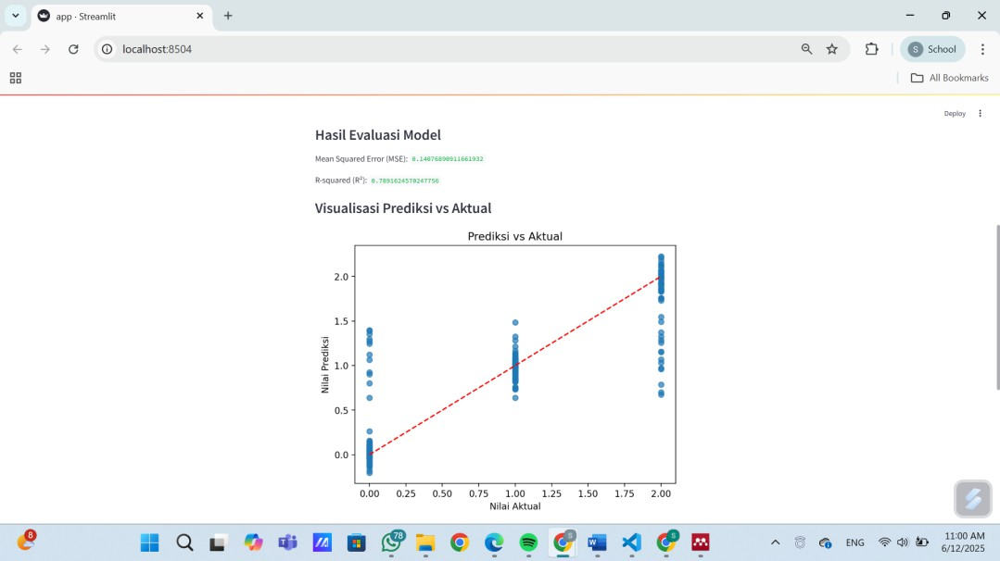 app · Streamlit
localhost:8504
S School
All Bookmarks
Deploy
Hasil Evaluasi Model
Mean Squared Error (MSE): 0.14076890911661932
R-squared (R²): 0.7891624570247756
Visualisasi Prediksi vs Aktual
Prediksi vs Aktual
2.0
1.5
1.0
0.5
0.0
Nilai Prediksi
0.00 0.25 0.50 0.75 1.00 1.25 1.50 1.75 2.00
Nilai Aktual
8
78
S
S
ENG
11:00 AM
6/12/2025